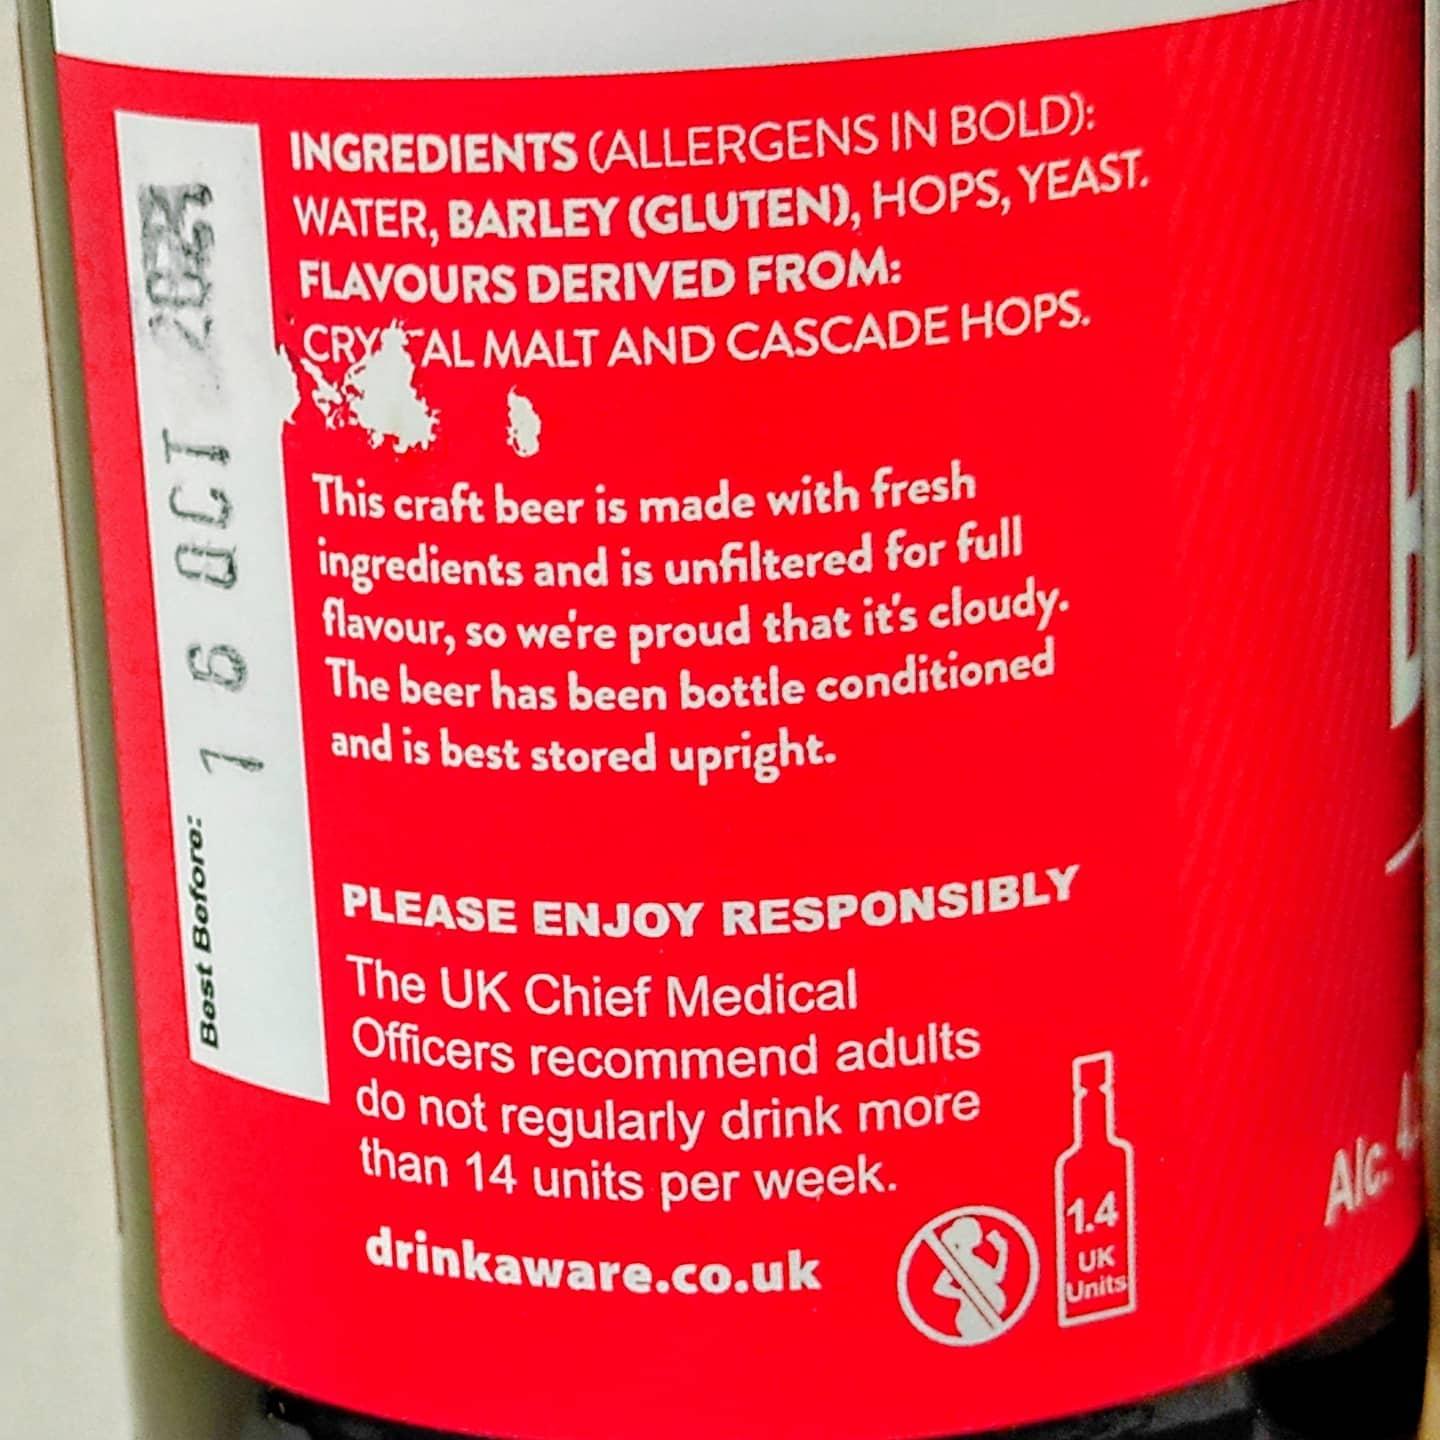 INGREDIENTS (ALLERGENS IN BOLD):
WATER, BARLEY (GLUTEN), HOPS, YEAST.
FLAVOURS DERIVED FROM:
MALT AND CASCADE HOPS.
This craft beer is made with fresh
ingredients and is unfiltered for full
flavour, so we're proud that it's cloudy.
The beer has been bottle conditioned
and is best stored upright.
PLEASE ENJOY RESPONSIBLY
The UK Chief Medical
Officers recommend adults
do not regularly drink more
than 14 units per week.
drinkaware.co.uk
1.4
UK
Units
Best Before: 16 OCT
Alc.